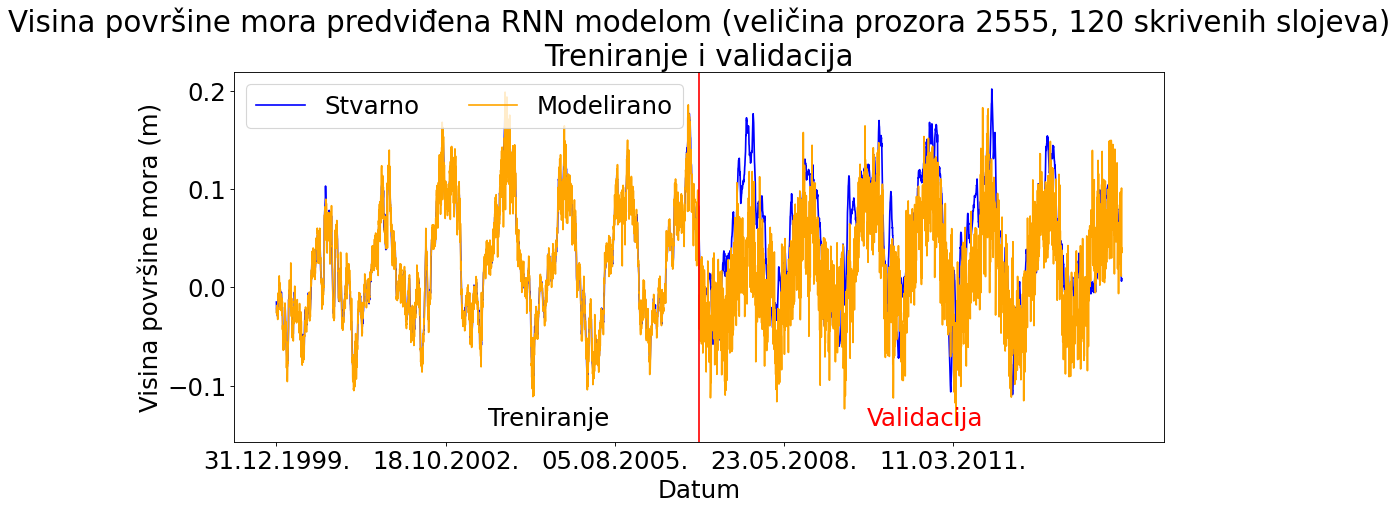 Visina površine mora predviđena RNN modelom (veličina prozora 2555, 120 skrivenih slojeva)
Treniranje i validacija
Stvarno
Modelirano
Visina površine mora (m)
0.2
0.1
0.0
−0.1
Treniranje
Validacija
31.12.1999.
18.10.2002.
05.08.2005.
23.05.2008.
11.03.2011.
Datum